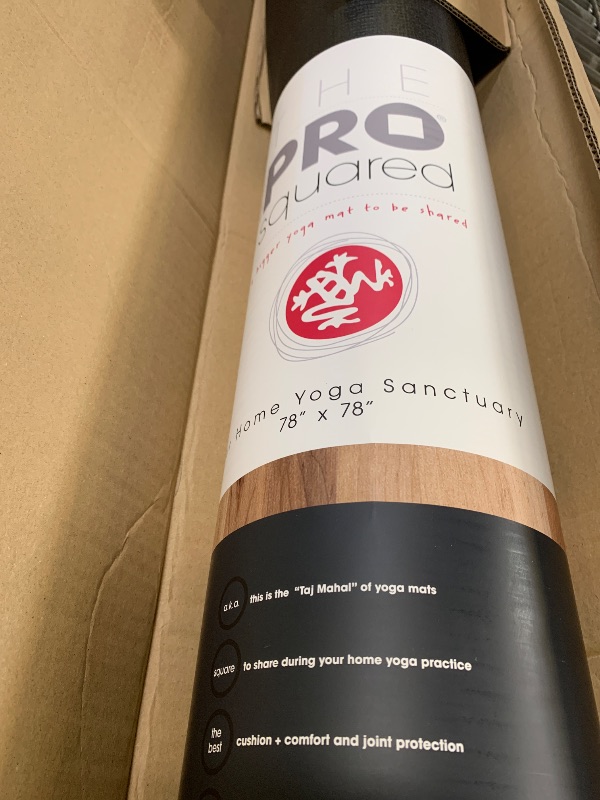 THE
PRO®
squared
bigger yoga mat to be shared
Home Yoga Sanctuary
78" x 78"
a.k.a. this is the "Taj Mahal" of yoga mats
square to share during your home yoga practice
the best cushion + comfort and joint protection